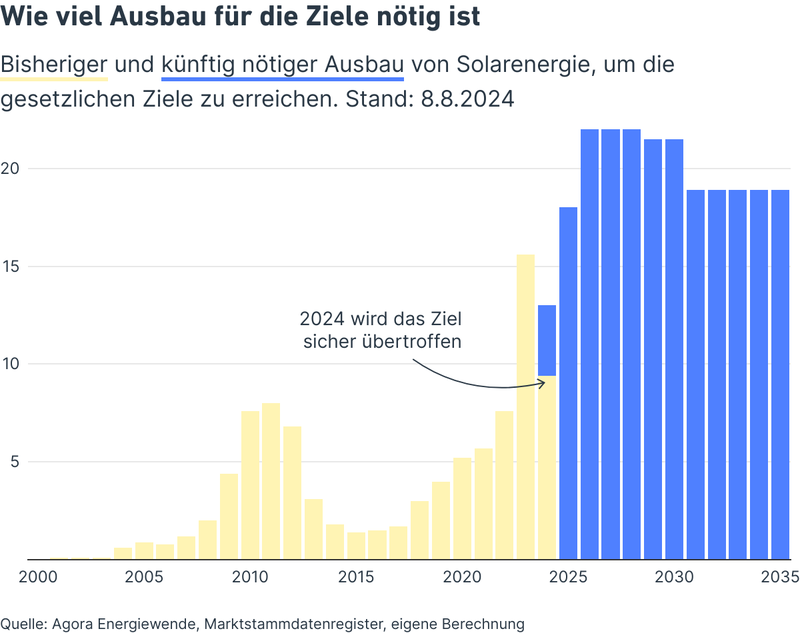 Wie viel Ausbau für die Ziele nötig ist
Bisheriger und künftig nötiger Ausbau von Solarenergie, um die
gesetzlichen Ziele zu erreichen. Stand: 8.8.2024
20
15
2024 wird das Ziel
sicher übertroffen
10
5
2000 2005 2010 2015 2020 2025 2030 2035
Quelle: Agora Energiewende, Marktstammdatenregister, eigene Berechnung